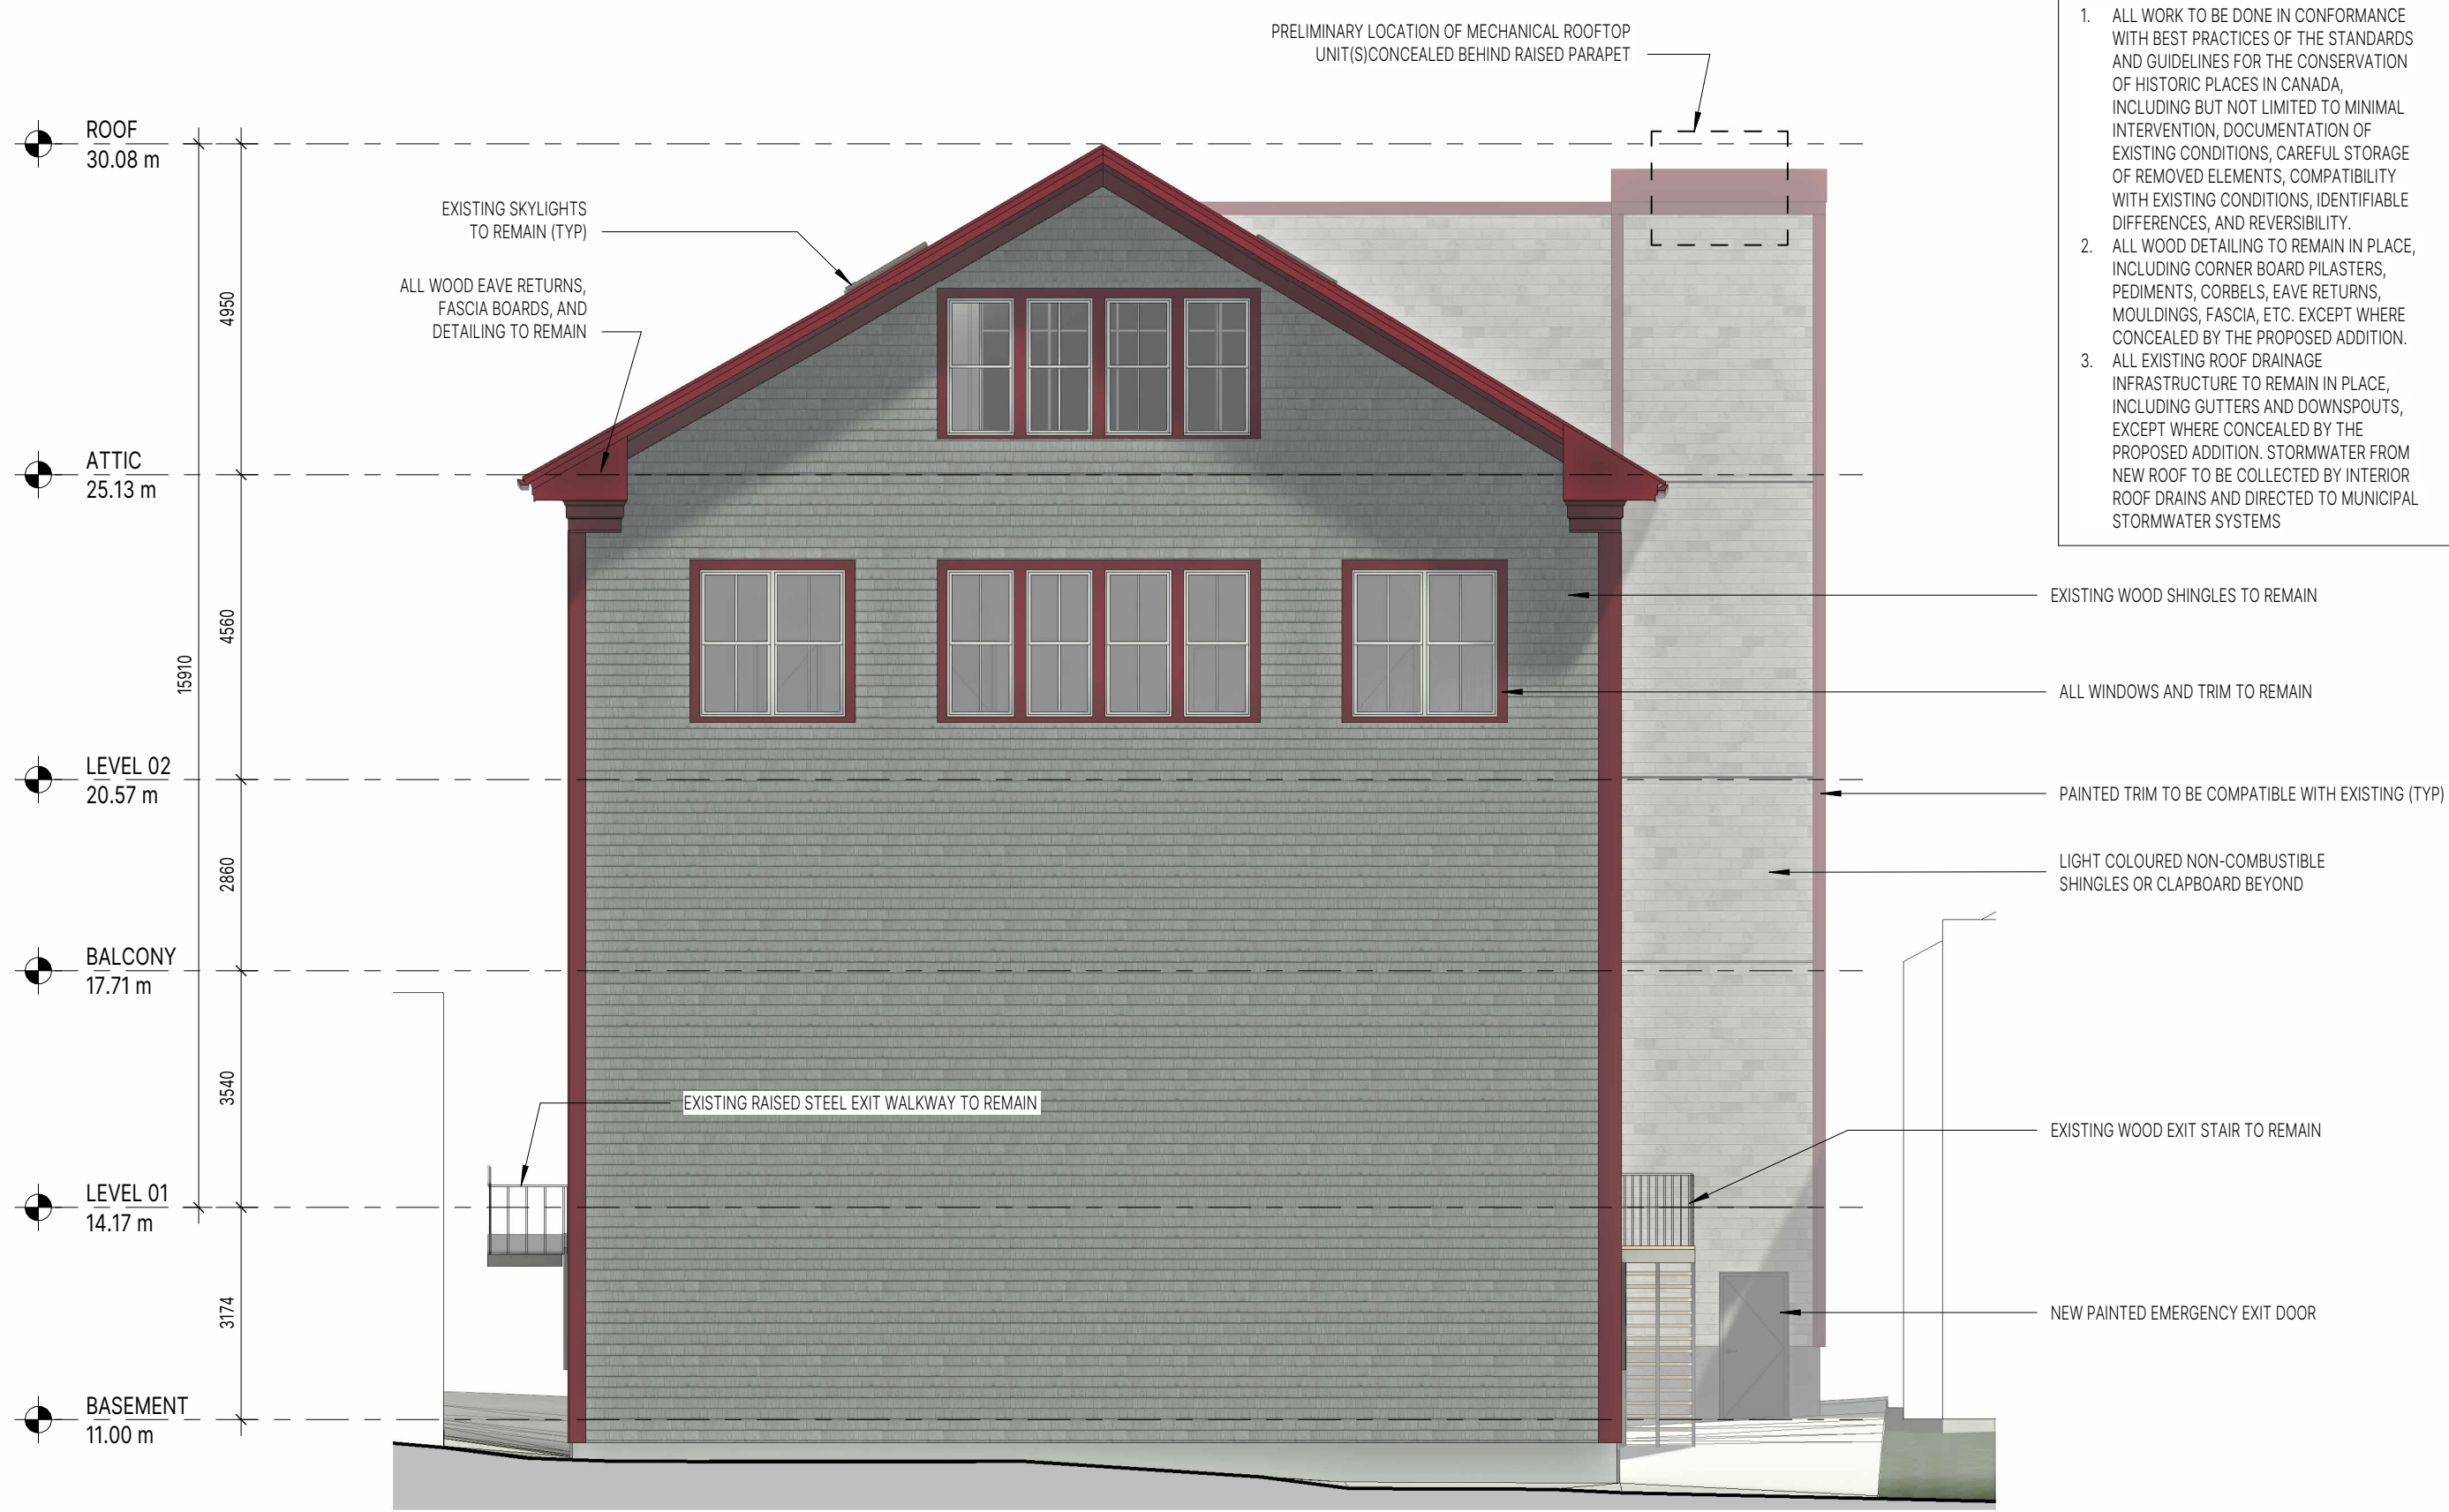 PRELIMINARY LOCATION OF MECHANICAL ROOFTOP
UNIT(S)CONCEALED BEHIND RAISED PARAPET
1. ALL WORK TO BE DONE IN CONFORMANCE
WITH BEST PRACTICES OF THE STANDARDS
AND GUIDELINES FOR THE CONSERVATION
OF HISTORIC PLACES IN CANADA,
INCLUDING BUT NOT LIMITED TO MINIMAL
INTERVENTION, DOCUMENTATION OF
EXISTING CONDITIONS, CAREFUL STORAGE
OF REMOVED ELEMENTS, COMPATIBILITY
WITH EXISTING CONDITIONS, IDENTIFIABLE
DIFFERENCES, AND REVERSIBILITY.
2. ALL WOOD DETAILING TO REMAIN IN PLACE,
INCLUDING CORNER BOARD PILASTERS,
PEDIMENTS, CORBELS, EAVE RETURNS,
MOULDINGS, FASCIA, ETC. EXCEPT WHERE
CONCEALED BY THE PROPOSED ADDITION.
3. ALL EXISTING ROOF DRAINAGE
INFRASTRUCTURE TO REMAIN IN PLACE,
INCLUDING GUTTERS AND DOWNSPOUTS,
EXCEPT WHERE CONCEALED BY THE
PROPOSED ADDITION. STORMWATER FROM
NEW ROOF TO BE COLLECTED BY INTERIOR
ROOF DRAINS AND DIRECTED TO MUNICIPAL
STORMWATER SYSTEMS
ROOF
30.08 m
EXISTING SKYLIGHTS
TO REMAIN (TYP)
ALL WOOD EAVE RETURNS,
FASCIA BOARDS, AND
DETAILING TO REMAIN
4950
ATTIC
25.13 m
4560
15910
EXISTING WOOD SHINGLES TO REMAIN
ALL WINDOWS AND TRIM TO REMAIN
LEVEL 02
20.57 m
PAINTED TRIM TO BE COMPATIBLE WITH EXISTING (TYP)
2860
LIGHT COLOURED NON-COMBUSTIBLE
SHINGLES OR CLAPBOARD BEYOND
BALCONY
17.71 m
3540
EXISTING RAISED STEEL EXIT WALKWAY TO REMAIN
EXISTING WOOD EXIT STAIR TO REMAIN
LEVEL 01
14.17 m
3174
NEW PAINTED EMERGENCY EXIT DOOR
BASEMENT
11.00 m